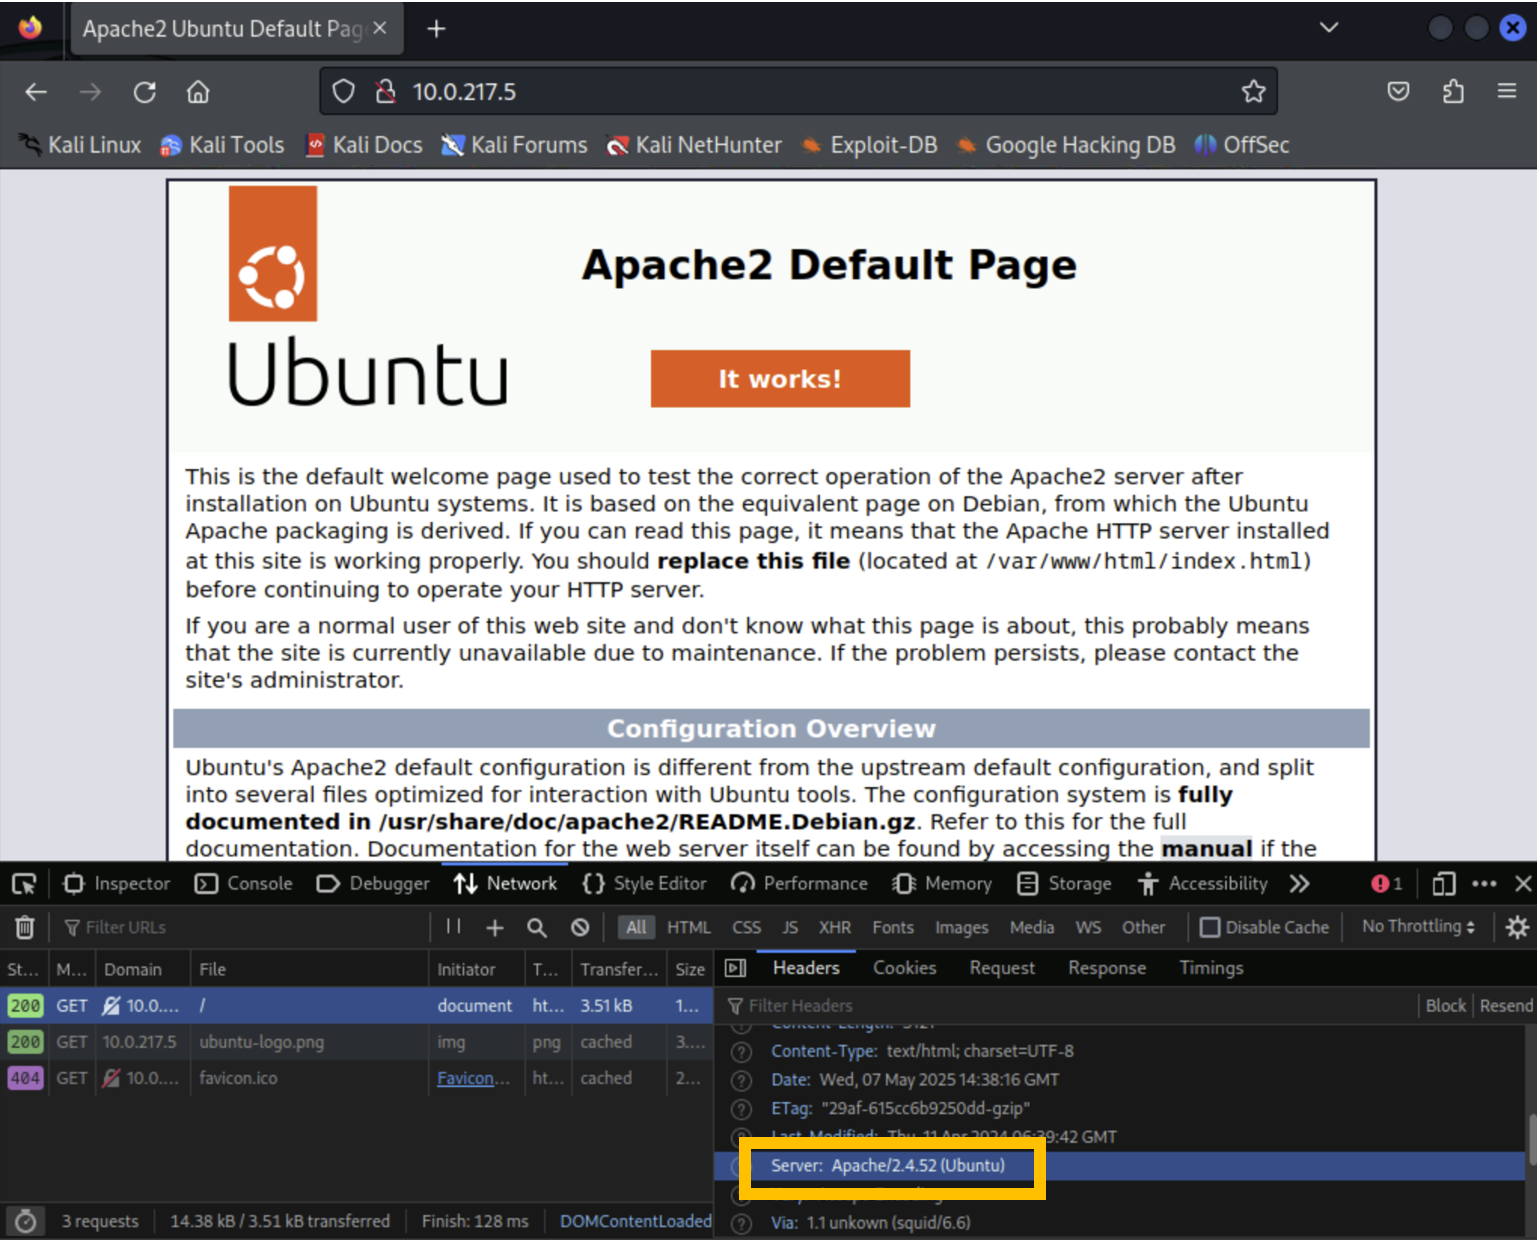 Apache2 Ubuntu Default Pag
10.0.217.5
Kali Linux Kali Tools Kali Docs Kali Forums Kali NetHunter Exploit-DB Google Hacking DB OffSec
Apache2 Default Page
Ubuntu
It works!
This is the default welcome page used to test the correct operation of the Apache2 server after
installation on Ubuntu systems. It is based on the equivalent page on Debian, from which the Ubuntu
Apache packaging is derived. If you can read this page, it means that the Apache HTTP server installed
at this site is working properly. You should replace this file (located at /var/www/html/index.html)
before continuing to operate your HTTP server.
If you are a normal user of this web site and don't know what this page is about, this probably means
that the site is currently unavailable due to maintenance. If the problem persists, please contact the
site's administrator.
Configuration Overview
Ubuntu's Apache2 default configuration is different from the upstream default configuration, and split
into several files optimized for interaction with Ubuntu tools. The configuration system is fully
documented in /usr/share/doc/apache2/README.Debian.gz. Refer to this for the full
documentation. Documentation for the web server itself can be found by accessing the manual if the
Inspector Console Debugger Network Style Editor Performance Memory Storage Accessibility 1
Filter URLs All HTML CSS JS XHR Fonts Images Media WS Other Disable Cache No Throttling
St... M... Domain File Initiator T... Transfer... Size
200 GET 10.0.... / document ht... 3.51 kB 1...
200 GET 10.0.217.5 ubuntu-logo.png img png cached 3....
404 GET 10.0.... favicon.ico Favicon... ht... cached 2...
3 requests 14.38 kB / 3.51 kB transferred Finish: 128 ms DOMContentLoaded
Headers Cookies Request Response Timings
Filter Headers Block Resend
Content-Length:
Content-Type: text/html; charset=UTF-8
Date: Wed, 07 May 2025 14:38:16 GMT
ETag: "29af-615cc6b9250dd-gzip"
Last-Modified: Thu, 11 Apr 2024 06:39:42 GMT
Server: Apache/2.4.52 (Ubuntu)
Via: 1.1 unkown (squid/6.6)